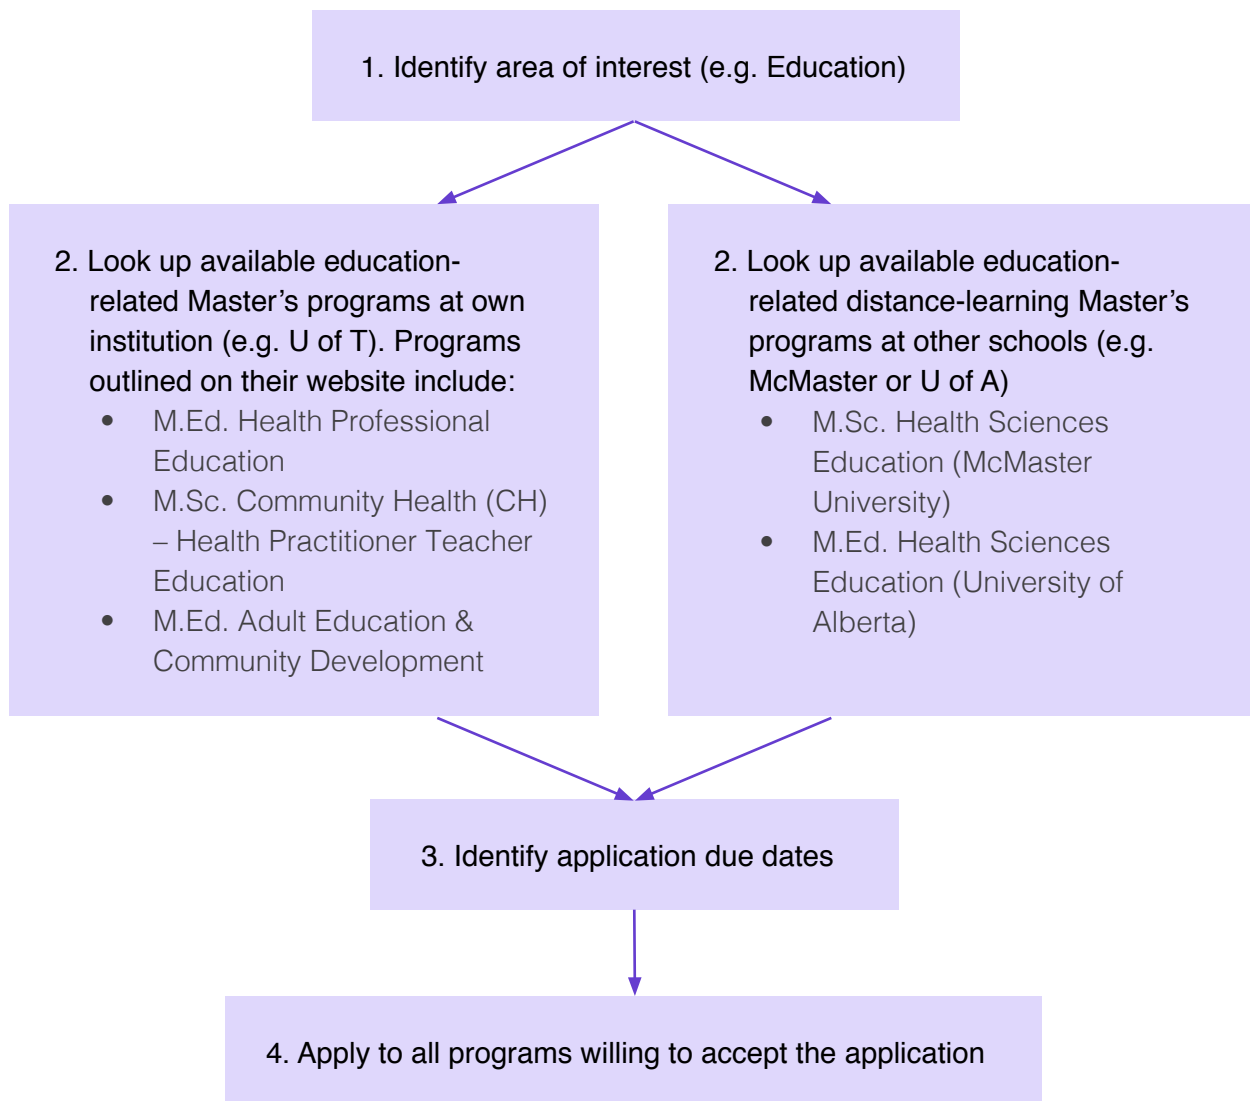 1. Identify area of interest (e.g. Education)
2. Look up available education-
related Master’s programs at own
institution (e.g. U of T). Programs
outlined on their website include:
• M.Ed. Health Professional
Education
• M.Sc. Community Health (CH)
– Health Practitioner Teacher
Education
• M.Ed. Adult Education &
Community Development
2. Look up available education-
related distance-learning Master’s
programs at other schools (e.g.
McMaster or U of A)
• M.Sc. Health Sciences
Education (McMaster
University)
• M.Ed. Health Sciences
Education (University of
Alberta)
3. Identify application due dates
4. Apply to all programs willing to accept the application